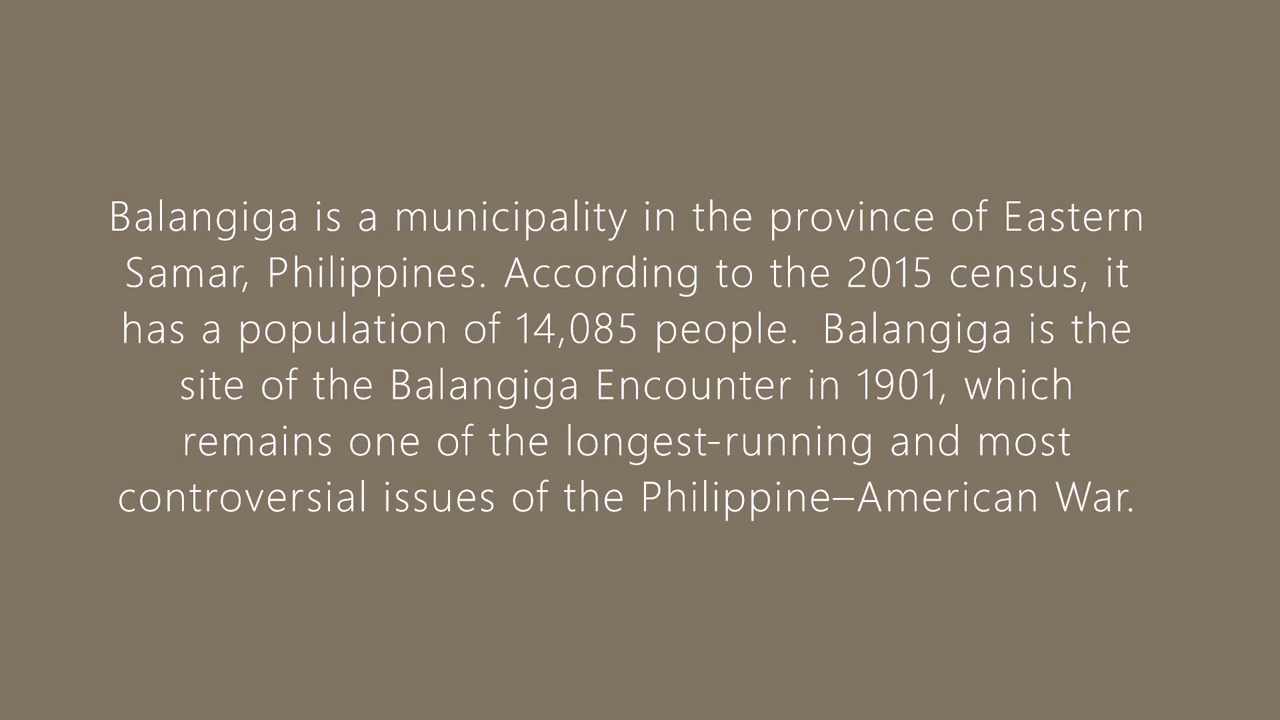 Balangiga is a municipality in the province of Eastern
Samar, Philippines. According to the 2015 census, it
has a population of 14,085 people.  Balangiga is the
site of the Balangiga Encounter in 1901, which
remains one of the longest-running and most
controversial issues of the Philippine–American War.